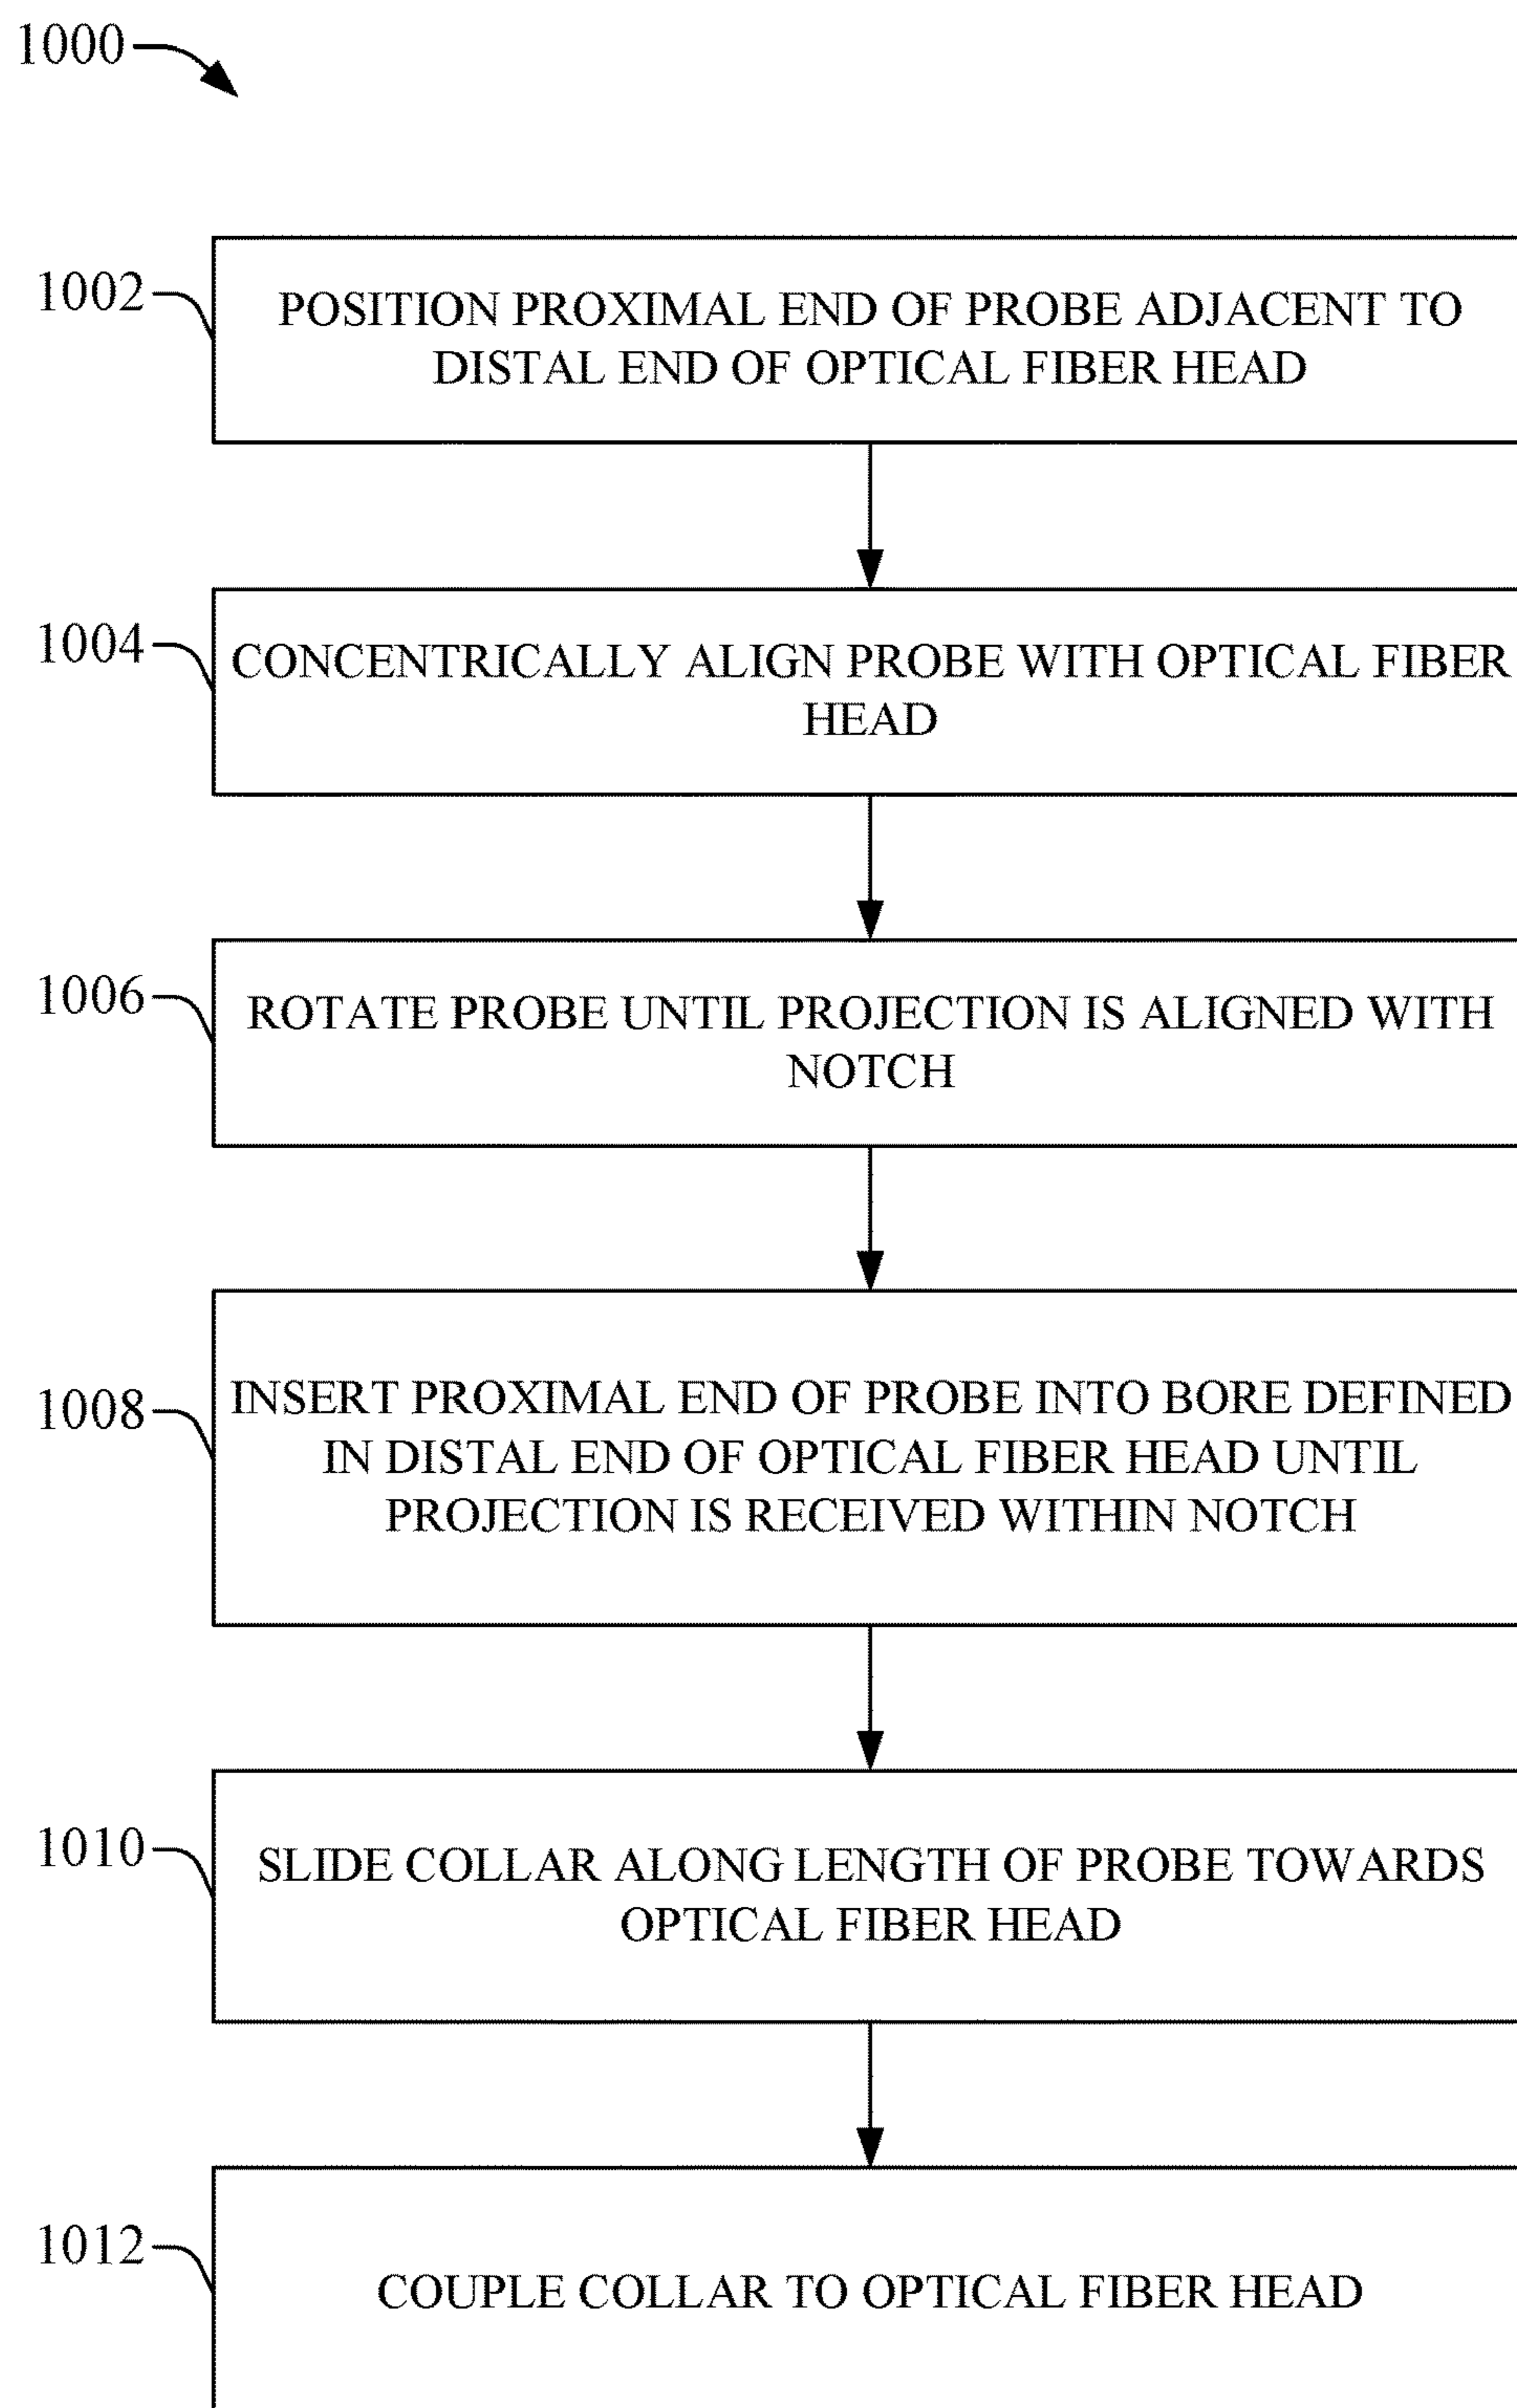 1000
1002
POSITION PROXIMAL END OF PROBE ADJACENT TO
DISTAL END OF OPTICAL FIBER HEAD
1004
CONCENTRICALLY ALIGN PROBE WITH OPTICAL FIBER
HEAD
1006
ROTATE PROBE UNTIL PROJECTION IS ALIGNED WITH
NOTCH
1008
INSERT PROXIMAL END OF PROBE INTO BORE DEFINED
IN DISTAL END OF OPTICAL FIBER HEAD UNTIL
PROJECTION IS RECEIVED WITHIN NOTCH
1010
SLIDE COLLAR ALONG LENGTH OF PROBE TOWARDS
OPTICAL FIBER HEAD
1012
COUPLE COLLAR TO OPTICAL FIBER HEAD